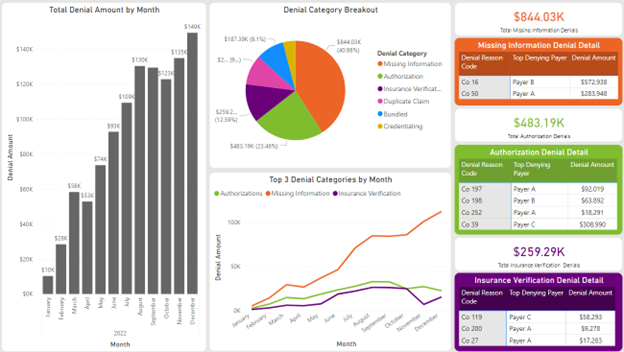 Total Denial Amount by Month
Denial Amount
$140K
$120K
$100K
$80K
$60K
$40K
$20K
$0K
$10K
$28K
$58K
$53K
$74K
$93K
$109K
$130K
$123K
$135K
$149K
January
February
March
April
May
June
July
August
September
October
November
December
2022
Month
Denial Category Breakout
$187.39K (9.1%)
$2... (9...)
$259.2...
(12.59%)
$483.19K (23.46%)
$844.03K
(40.98%)
Denial Category
Missing Information
Authorization
Insurance Verificat...
Duplicate Claim
Bundled
Credentialing
Top 3 Denial Categories by Month
Authorizations Missing Information Insurance Verification
Denial Amount
100K
$50K
$0K
January
February
March
April
May
June
July
August
September
October
November
December
Month
$844.03K
Total Missing Information Denials
Missing Information Denial Detail
Denial Reason Code Top Denying Payer Denial Amount
Co 16 Payer B $572,938
Co 50 Payer A $283,948
$483.19K
Total Authorization Denials
Authorization Denial Detail
Denial Reason Code Top Denying Payer Denial Amount
Co 197 Payer A $92,019
Co 198 Payer B $63,892
Co 252 Payer A $18,291
Co 39 Payer C $308,990
$259.29K
Total Insurance Verification Denials
Insurance Verification Denial Detail
Denial Reason Code Top Denying Payer Denial Amount
Co 119 Payer C $58,293
Co 200 Payer A $9,278
Co 27 Payer A $17,283